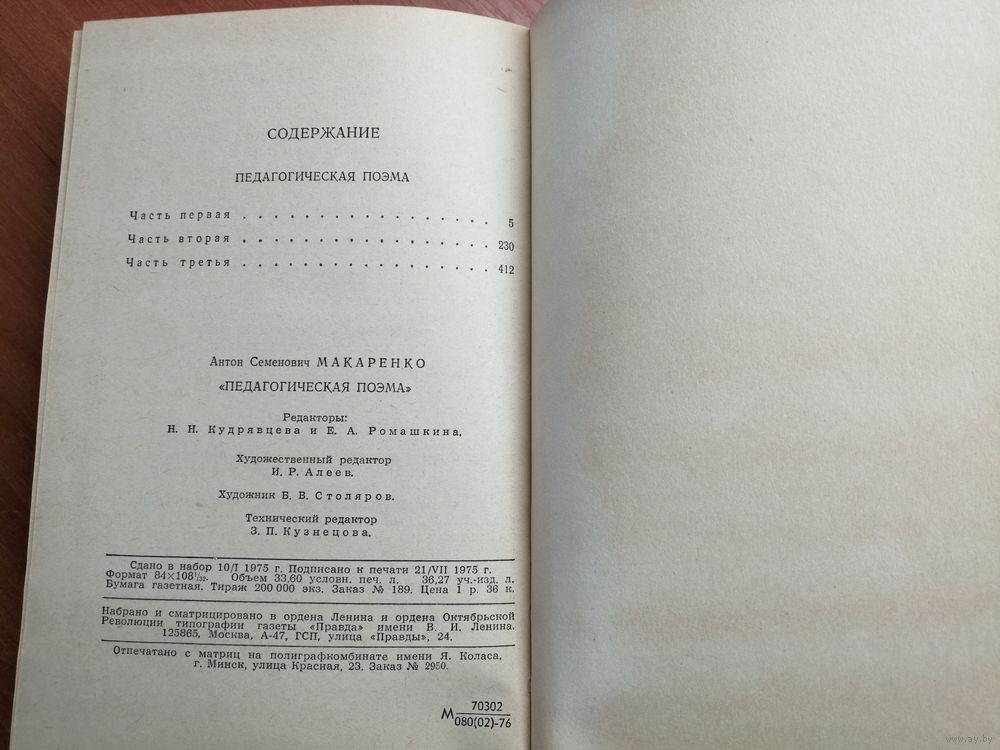 СОДЕРЖАНИЕ
ПЕДАГОГИЧЕСКАЯ ПОЭМА
Часть первая . . . . . . . . . . . . . . . . . 5
Часть вторая . . . . . . . . . . . . . . . . . 230
Часть третья . . . . . . . . . . . . . . . . . 412
Антон Семенович МАКАРЕНКО
«ПЕДАГОГИЧЕСКАЯ ПОЭМА»
Редакторы:
Н. Н. Кудрявцева и Е. А. Ромашкина.
Художественный редактор
И. Р. Алеев.
Художник Б. В. Столяров.
Технический редактор
З. П. Кузнецова.
Сдано в набор 10/I 1975 г. Подписано к печати 21/VII 1975 г.
Формат 84×108¹/₃₂. Объем 33,60 условн. печ. л. 36,27 уч.-изд. л.
Бумага газетная. Тираж 200 000 экз. Заказ № 189. Цена 1 р. 36 к.
Набрано и сматрицировано в ордена Ленина и ордена Октябрьской
Революции типографии газеты «Правда» имени В. И. Ленина.
125865, Москва, А-47, ГСП, улица «Правды», 24.
Отпечатано с матриц на полиграфкомбинате имени Я. Коласа,
г. Минск, улица Красная, 23. Заказ № 2950.
М 70302
080(02)-76
www.ay.by